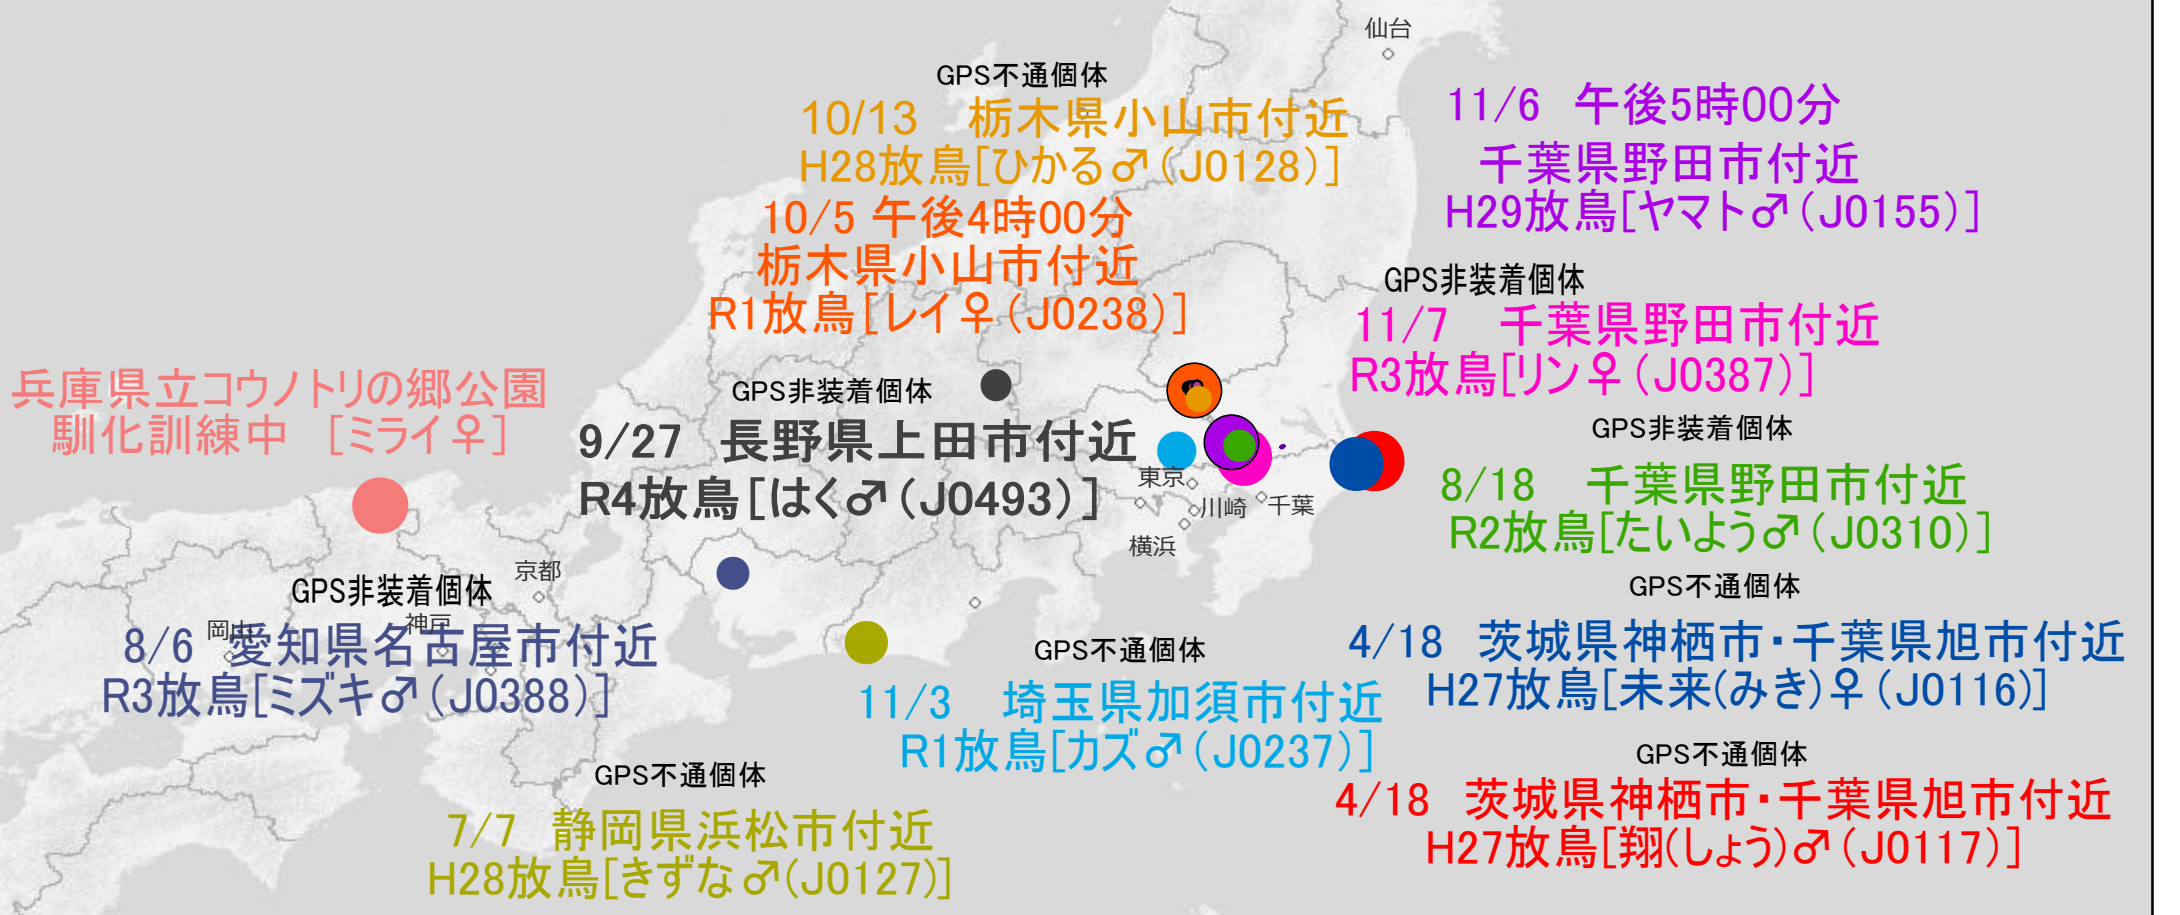 仙台
GPS不通個体
10/13　栃木県小山市付近
H28放鳥[ひかる♂（J0128）]
11/6 午後5時00分
千葉県野田市付近
H29放鳥[ヤマト♂（J0155）]
10/5 午後4時00分
栃木県小山市付近
R1放鳥[レイ♀（J0238）]
GPS非装着個体
11/7　千葉県野田市付近
R3放鳥[リン♀（J0387）]
兵庫県立コウノトリの郷公園
馴化訓練中　[ミライ♀]
GPS非装着個体
9/27　長野県上田市付近
R4放鳥[はく♂（J0493）]
東京
川崎
千葉
横浜
GPS非装着個体
8/18　千葉県野田市付近
R2放鳥[たいよう♂（J0310）]
京都
GPS非装着個体
岡山
神戸
8/6　愛知県名古屋市付近
R3放鳥[ミズキ♂（J0388）]
GPS不通個体
4/18　茨城県神栖市・千葉県旭市付近
H27放鳥[未来(みき)♀（J0116)]
GPS不通個体
11/3　埼玉県加須市付近
R1放鳥[カズ♂（J0237）]
GPS不通個体
4/18　茨城県神栖市・千葉県旭市付近
H27放鳥[翔(しょう)♂（J0117）]
GPS不通個体
7/7　静岡県浜松市付近
H28放鳥[きずな♂(J0127)]